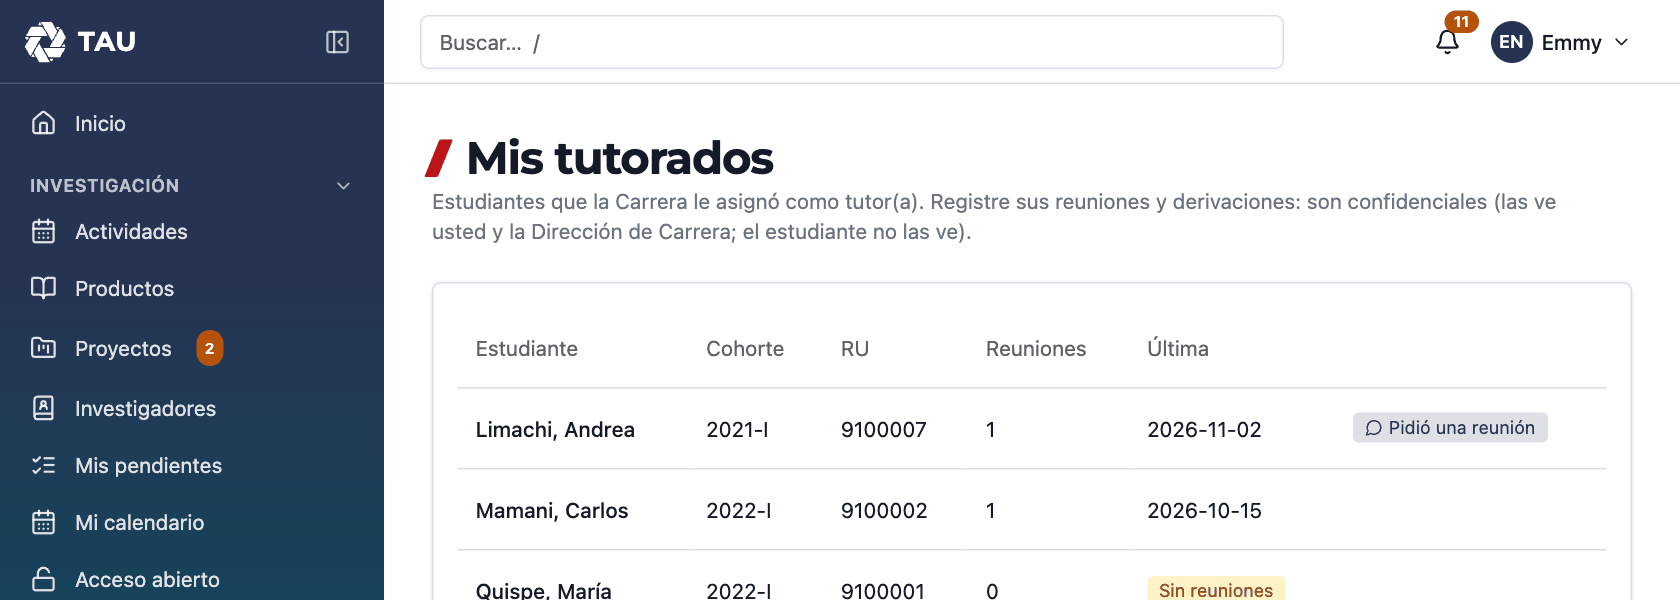 TAU
Buscar... /
11
EN Emmy
Inicio
INVESTIGACIÓN
Actividades
Productos
Proyectos 2
Investigadores
Mis pendientes
Mi calendario
Acceso abierto
Mis tutorados
Estudiantes que la Carrera le asignó como tutor(a). Registre sus reuniones y derivaciones: son confidenciales (las ve
usted y la Dirección de Carrera; el estudiante no las ve).
Estudiante Cohorte RU Reuniones Última
Limachi, Andrea 2021-I 9100007 1 2026-11-02 Pidió una reunión
Mamani, Carlos 2022-I 9100002 1 2026-10-15
Quispe, María 2022-I 9100001 0 Sin reuniones